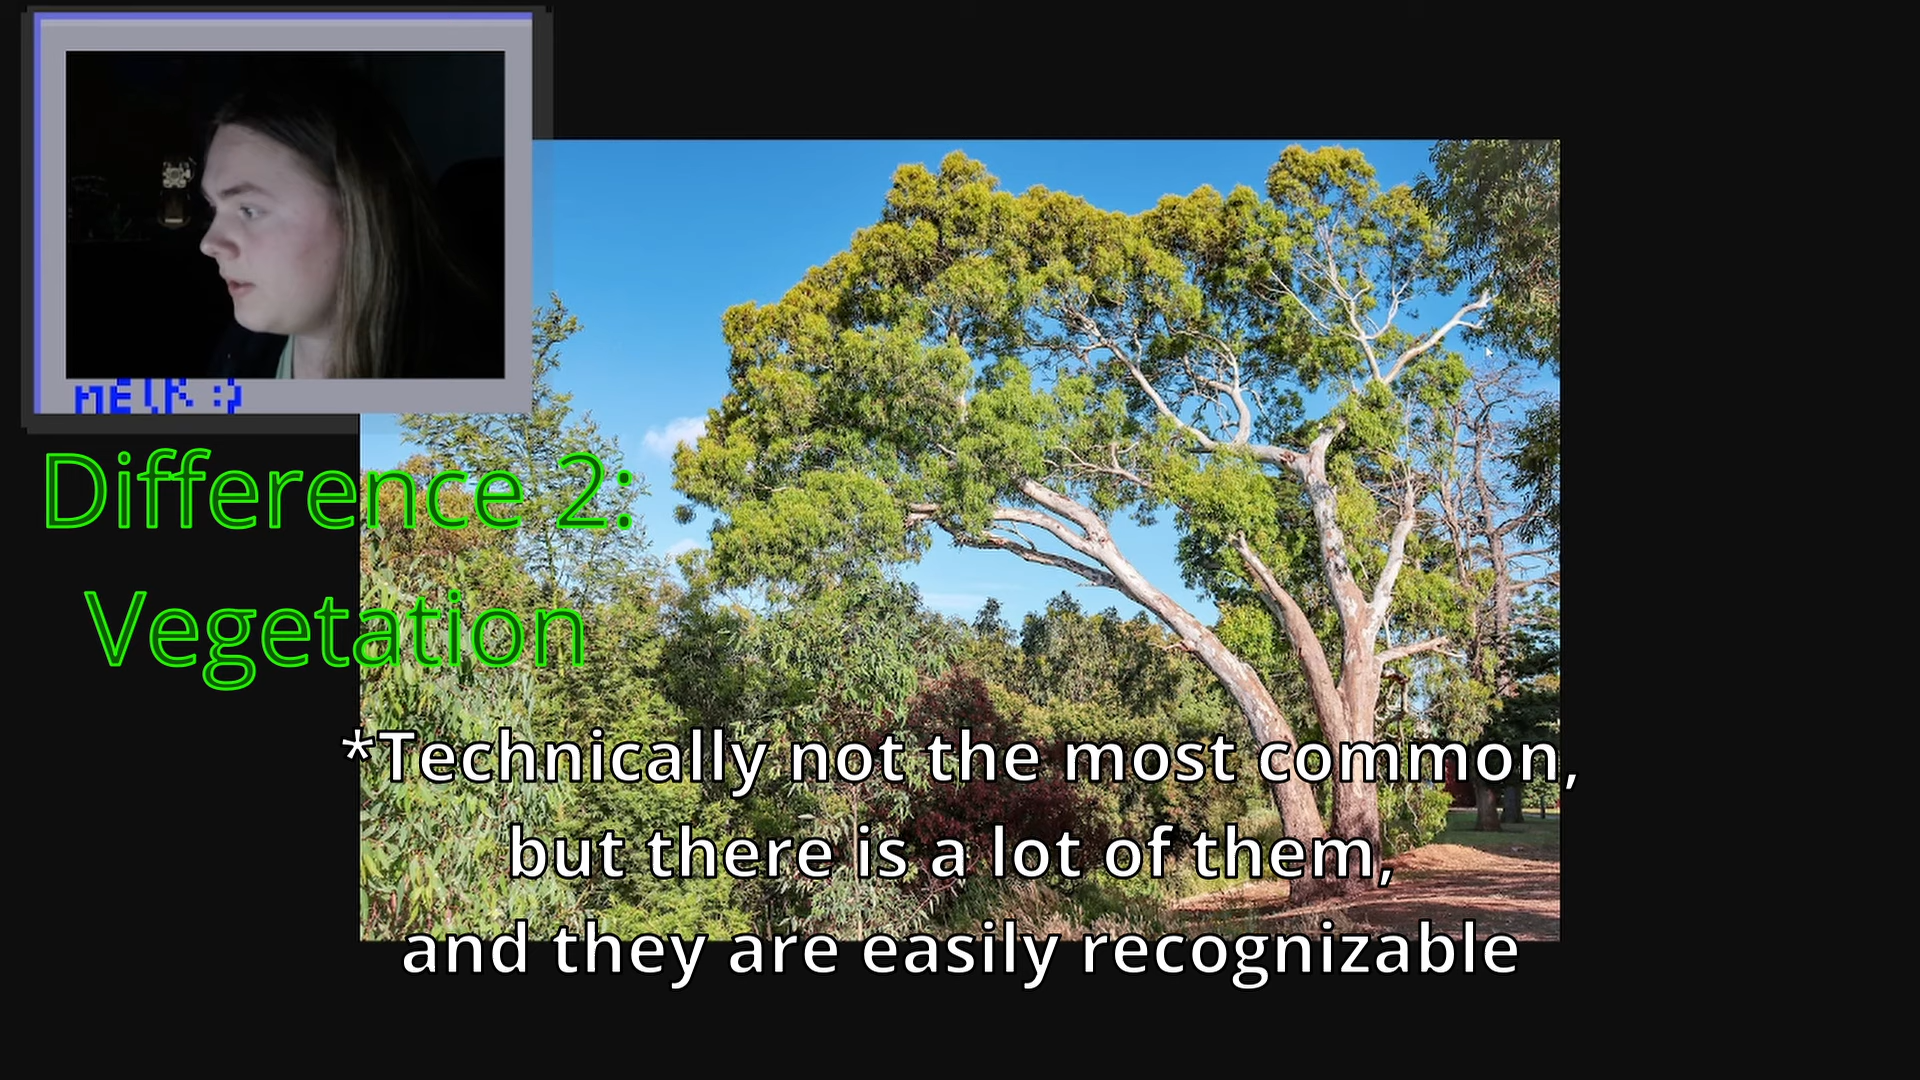 Difference 2:
Vegetation
*Technically not the most common,
but there is a lot of them,
and they are easily recognizable